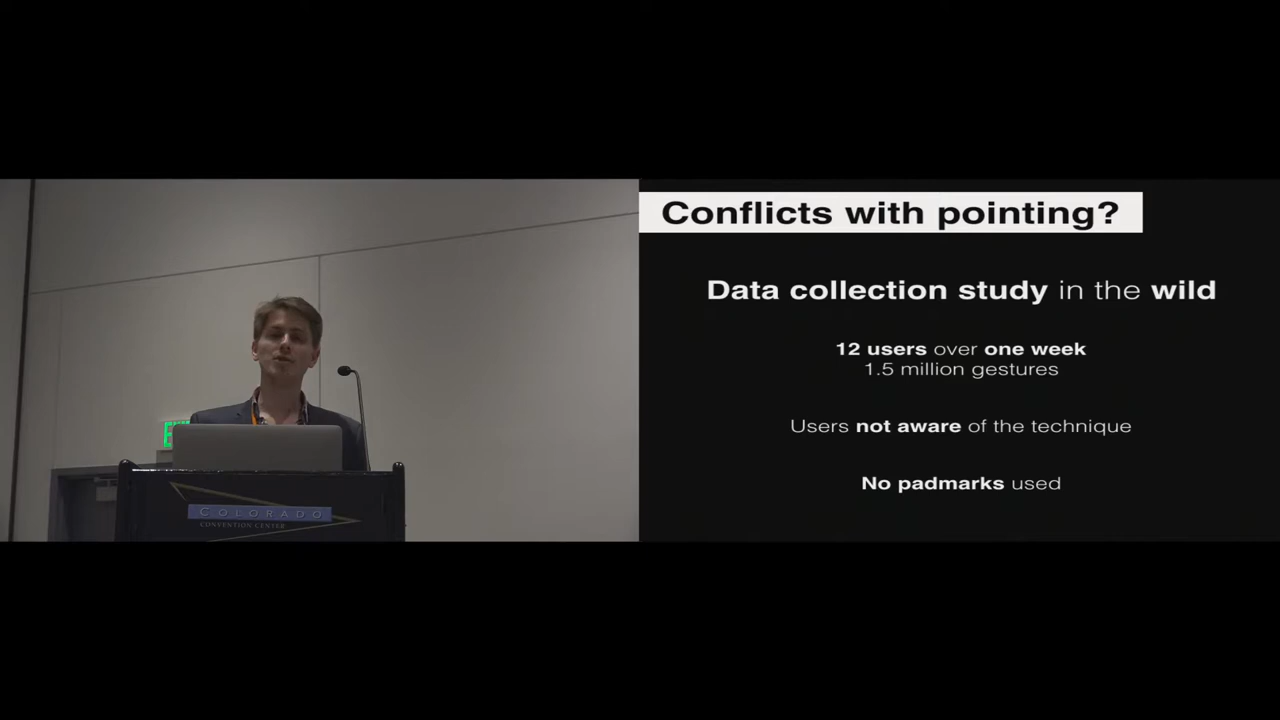 Conflicts with pointing?
Data collection study in the wild
12 users over one week
1.5 million gestures
Users not aware of the technique
No padmarks used
COLORADO
CONVENTION CENTER